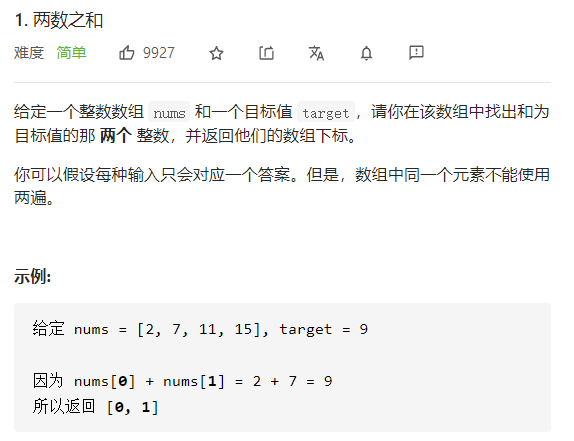 1. 两数之和
难度 简单 9927
给定一个整数数组 nums 和一个目标值 target，请你在该数组中找出和为
目标值的那 两个 整数，并返回他们的数组下标。
你可以假设每种输入只会对应一个答案。但是，数组中同一个元素不能使用
两遍。
示例:
给定 nums = [2, 7, 11, 15], target = 9
因为 nums[0] + nums[1] = 2 + 7 = 9
所以返回 [0, 1]